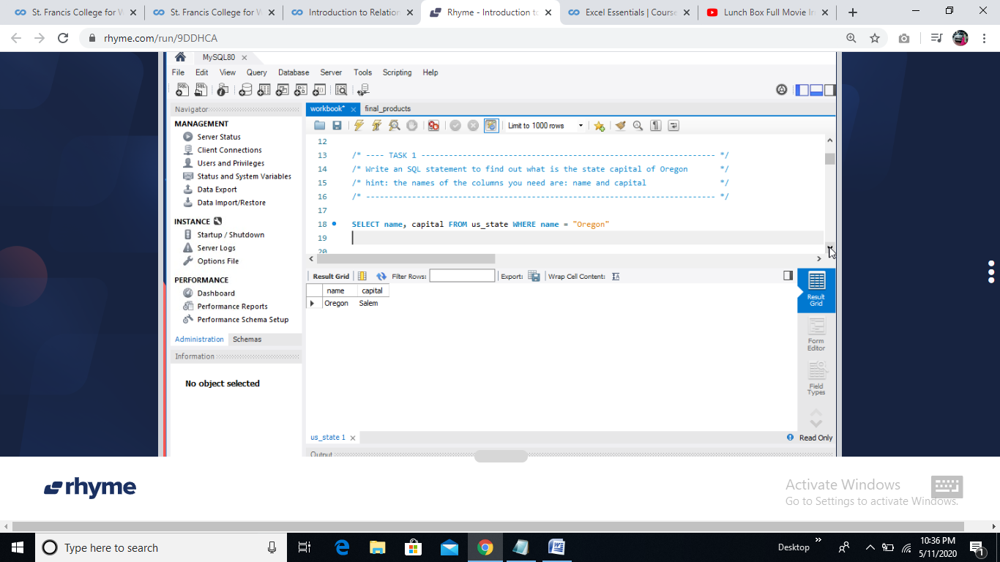 St. Francis College for W
St. Francis College for W
Introduction to Relation
Rhyme - Introduction to
Excel Essentials | Course
Lunch Box Full Movie In
rhyme.com/run/9DDHCA
MySQL80
File Edit View Query Database Server Tools Scripting Help
Navigator
MANAGEMENT
Server Status
Client Connections
Users and Privileges
Status and System Variables
Data Export
Data Import/Restore
INSTANCE
Startup / Shutdown
Server Logs
Options File
PERFORMANCE
Dashboard
Performance Reports
Performance Schema Setup
Administration Schemas
Information
No object selected
workbook* final_products
Limit to 1000 rows
12
13 /* ---- TASK 1 ---------------------------------------------------------------- */
14 /* Write an SQL statement to find out what is the state capital of Oregon */
15 /* hint: the names of the columns you need are: name and capital */
16 /* ---------------------------------------------------------------------------- */
17
18 SELECT name, capital FROM us_state WHERE name = "Oregon"
19
20
Result Grid Filter Rows: Export: Wrap Cell Content:
name capital
Oregon Salem
Result
Grid
Form
Editor
Field
Types
us_state 1
Read Only
Output
rhyme
Activate Windows
Go to Settings to activate Windows.
Type here to search
Desktop
10:36 PM
5/11/2020
1